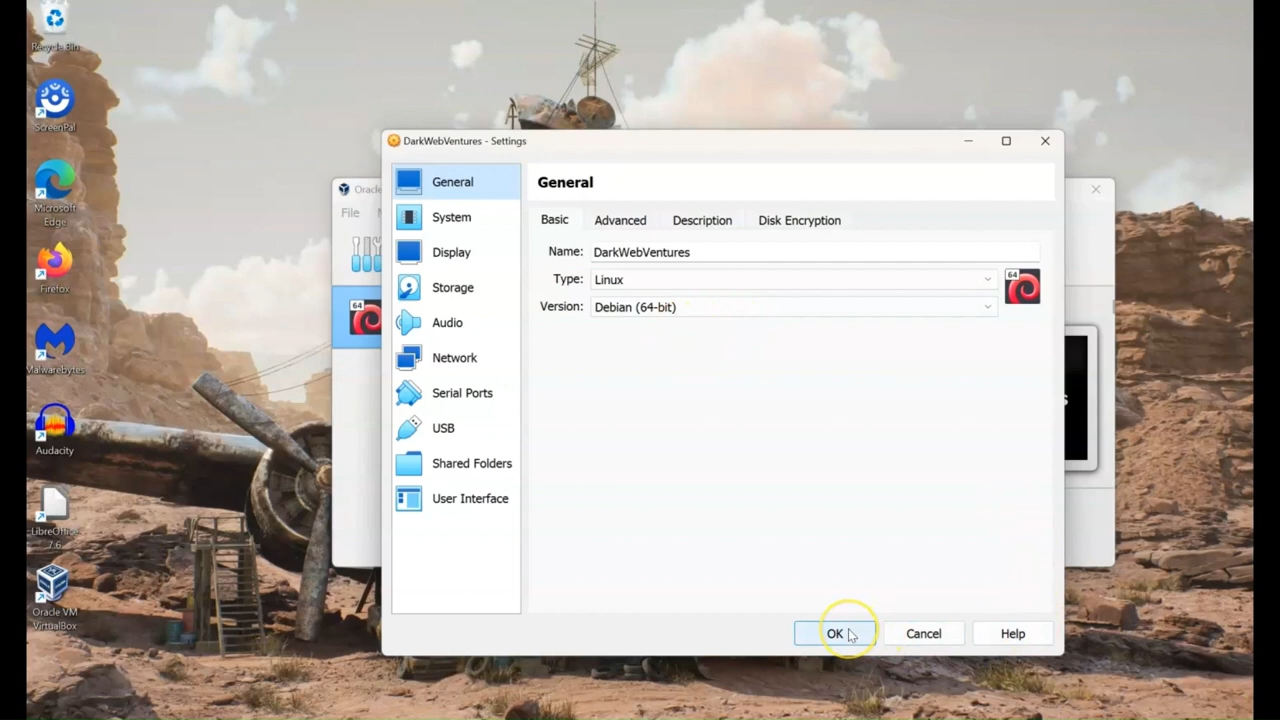 Recycle Bin
ScreenPal
Microsoft
Edge
Firefox
Malwarebytes
Audacity
LibreOffice
7.6
Oracle VM
VirtualBox
Oracle
File
64
DarkWebVentures - Settings
General
System
Display
Storage
Audio
Network
Serial Ports
USB
Shared Folders
User Interface
General
Basic
Advanced
Description
Disk Encryption
Name: DarkWebVentures
Type: Linux
64
Version: Debian (64-bit)
OK
Cancel
Help